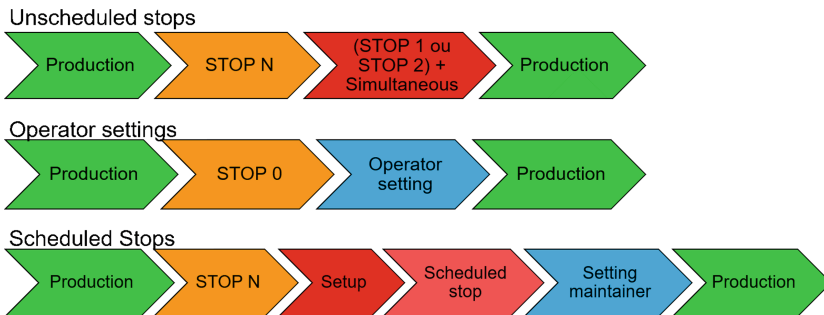 Unscheduled stops
Production
STOP N
(STOP 1 ou
STOP 2) +
Simultaneous
Production
Operator settings
Production
STOP 0
Operator
setting
Production
Scheduled Stops
Production
STOP N
Setup
Scheduled
stop
Setting
maintainer
Production